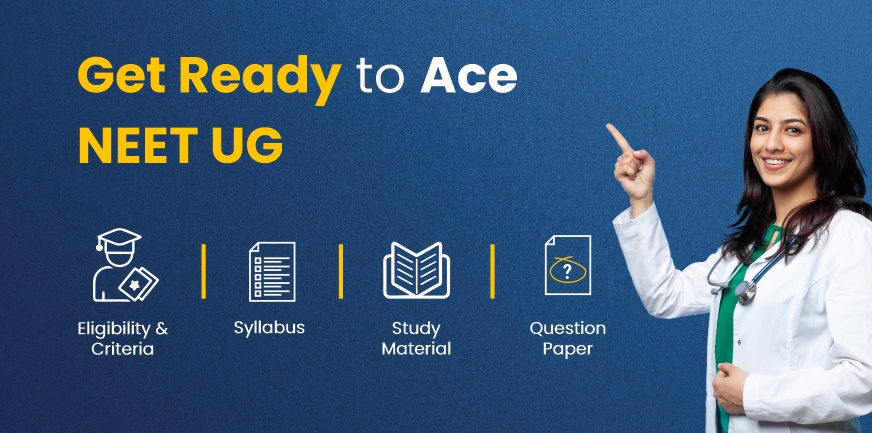 Get Ready to Ace
NEET UG
Eligibility &
Criteria
Syllabus
Study
Material
?
Question
Paper